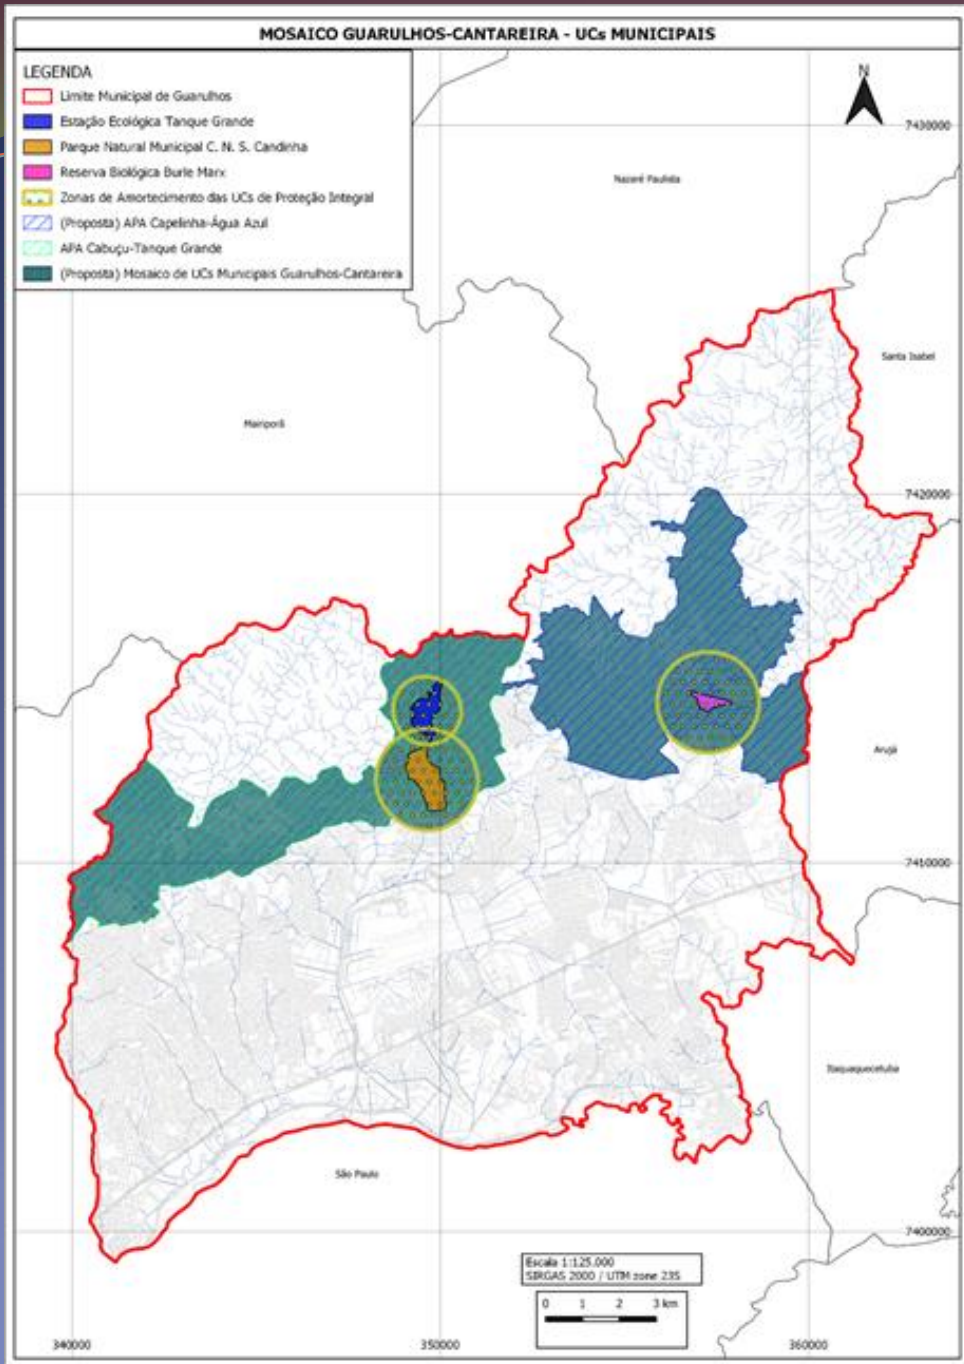 MOSAICO GUARULHOS-CANTAREIRA - UCs MUNICIPAIS
LEGENDA
Limite Municipal de Guarulhos
Estação Ecológica Tanque Grande
Parque Natural Municipal C. N. S. Candinha
Reserva Biológica Burle Marx
Zonas de Amortecimento das UCs de Proteção Integral
(Proposta) APA Capelinha-Água Azul
APA Cabuçu-Tanque Grande
(Proposta) Mosaico de UCs Municipais Guarulhos-Cantareira
N
7430000
Nazaré Paulista
Santa Isabel
Mairiporã
7420000
Arujá
7410000
Itaquaquecetuba
São Paulo
7400000
Escala 1:125.000
SIRGAS 2000 / UTM zone 23S
0 1 2 3 km
340000 350000 360000